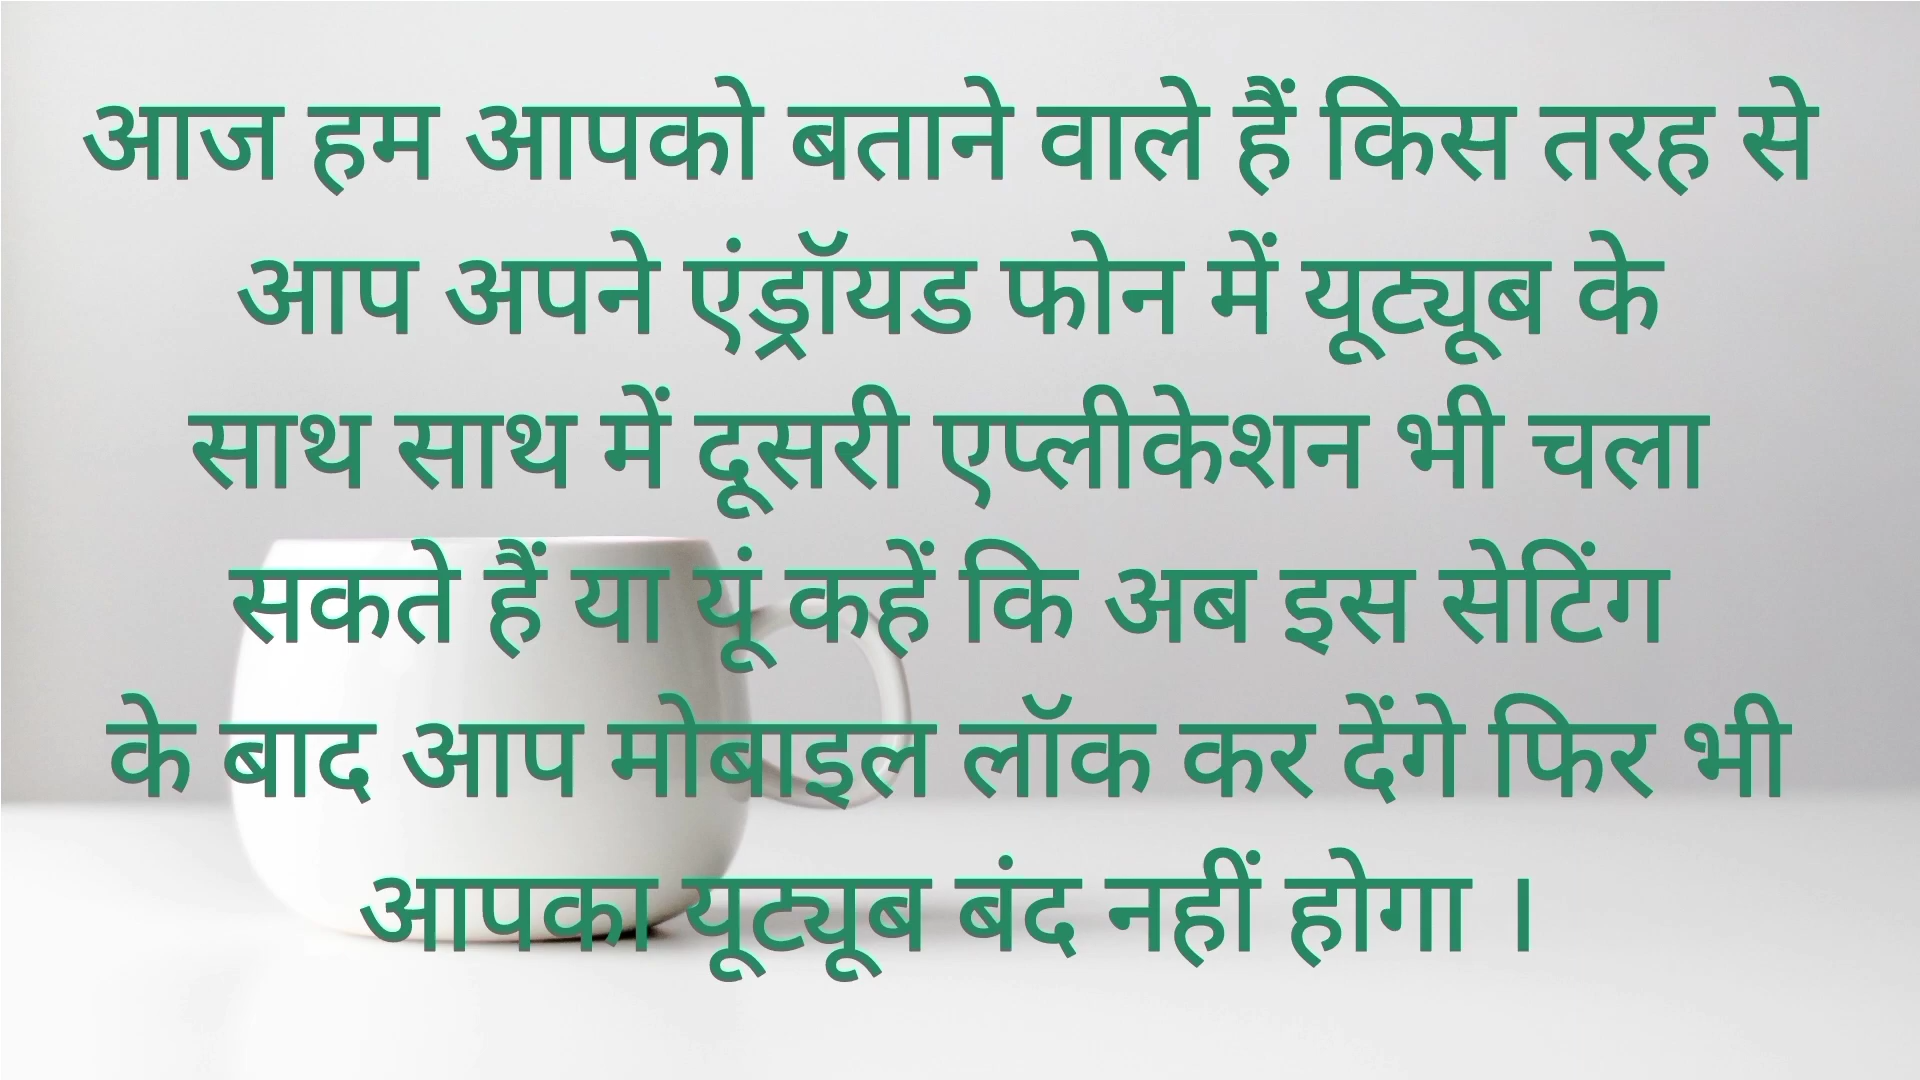 आज हम आपको बताने वाले हैं किस तरह से
आप अपने एंड्रॉयड फोन में यूट्यूब के
साथ साथ में दूसरी एप्लीकेशन भी चला
सकते हैं या यूं कहें कि अब इस सेटिंग
के बाद आप मोबाइल लॉक कर देंगे फिर भी
आपका यूट्यूब बंद नहीं होगा ।